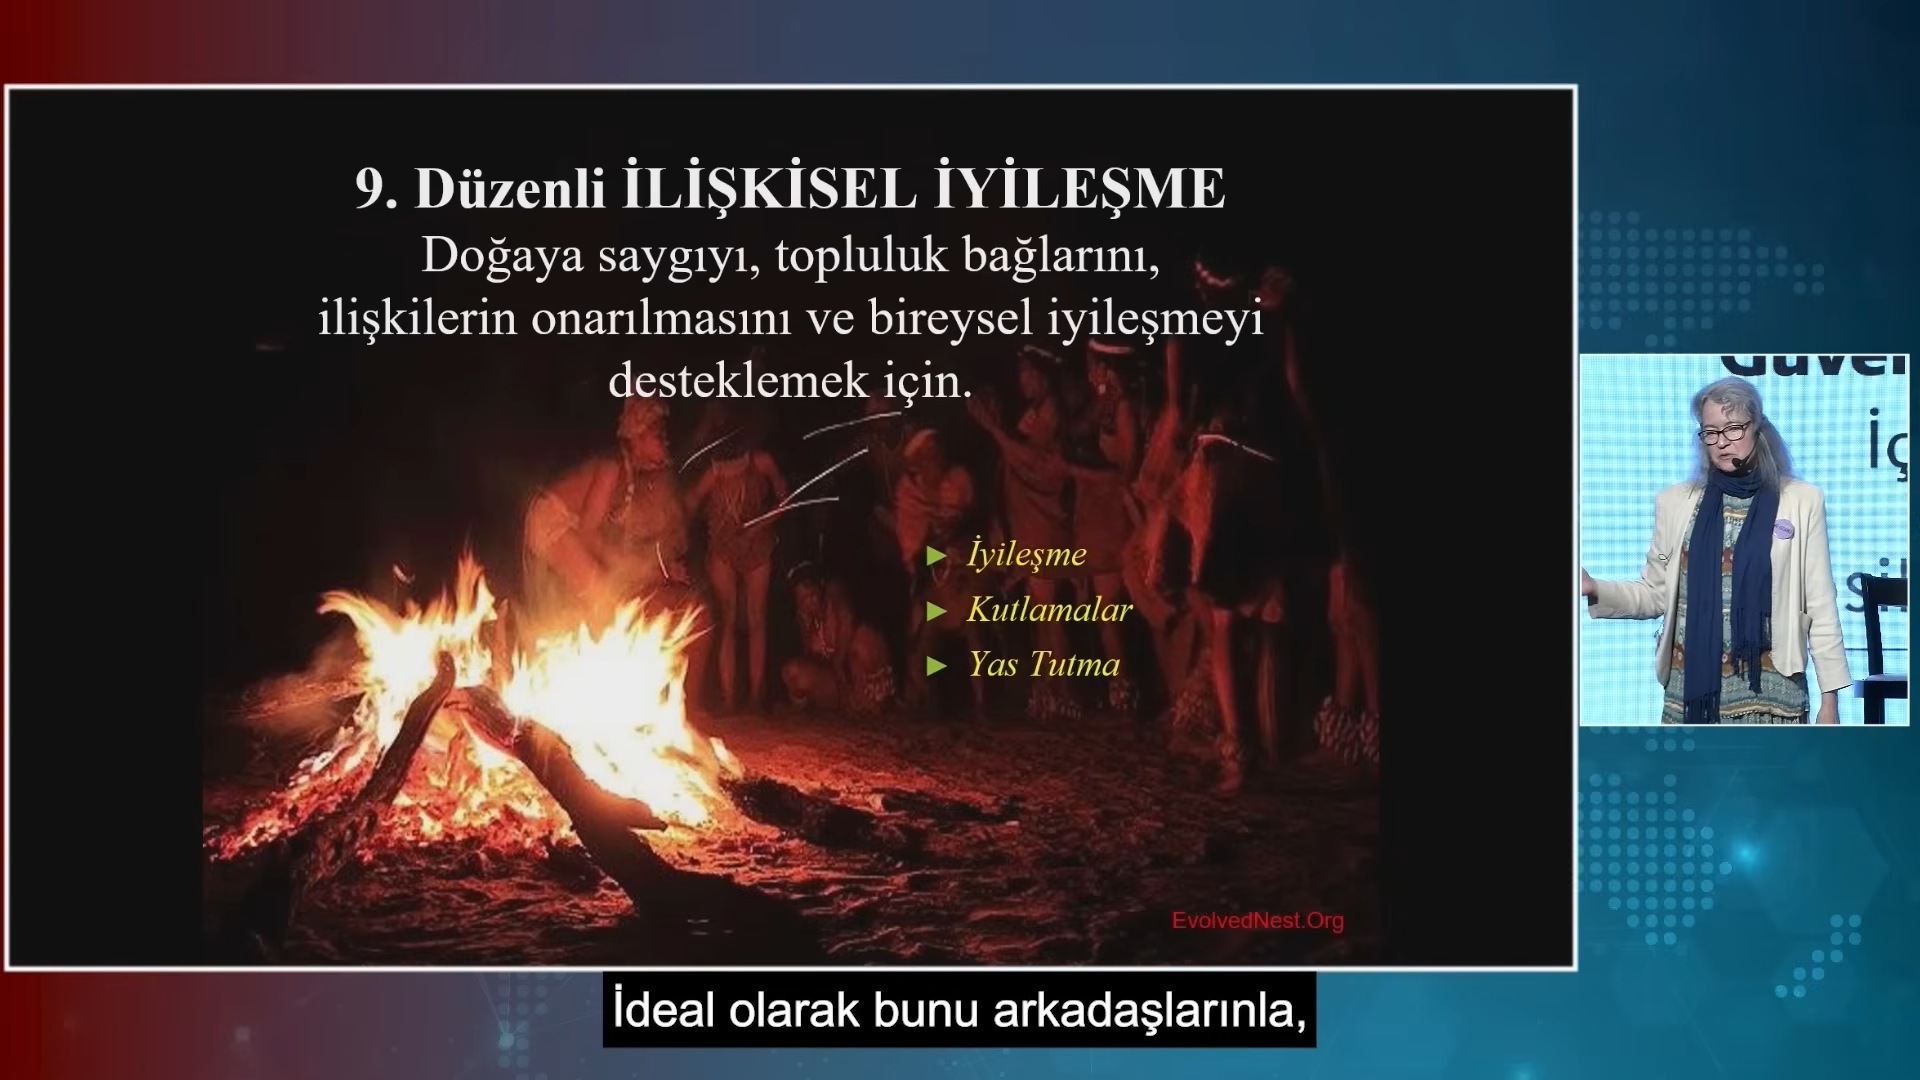 9. Düzenli İLİŞKİSEL İYİLEŞME
Doğaya saygıyı, topluluk bağlarını,
ilişkilerin onarılmasını ve bireysel iyileşmeyi
desteklemek için.
► İyileşme
► Kutlamalar
► Yas Tutma
EvolvedNest.Org
İdeal olarak bunu arkadaşlarınla,